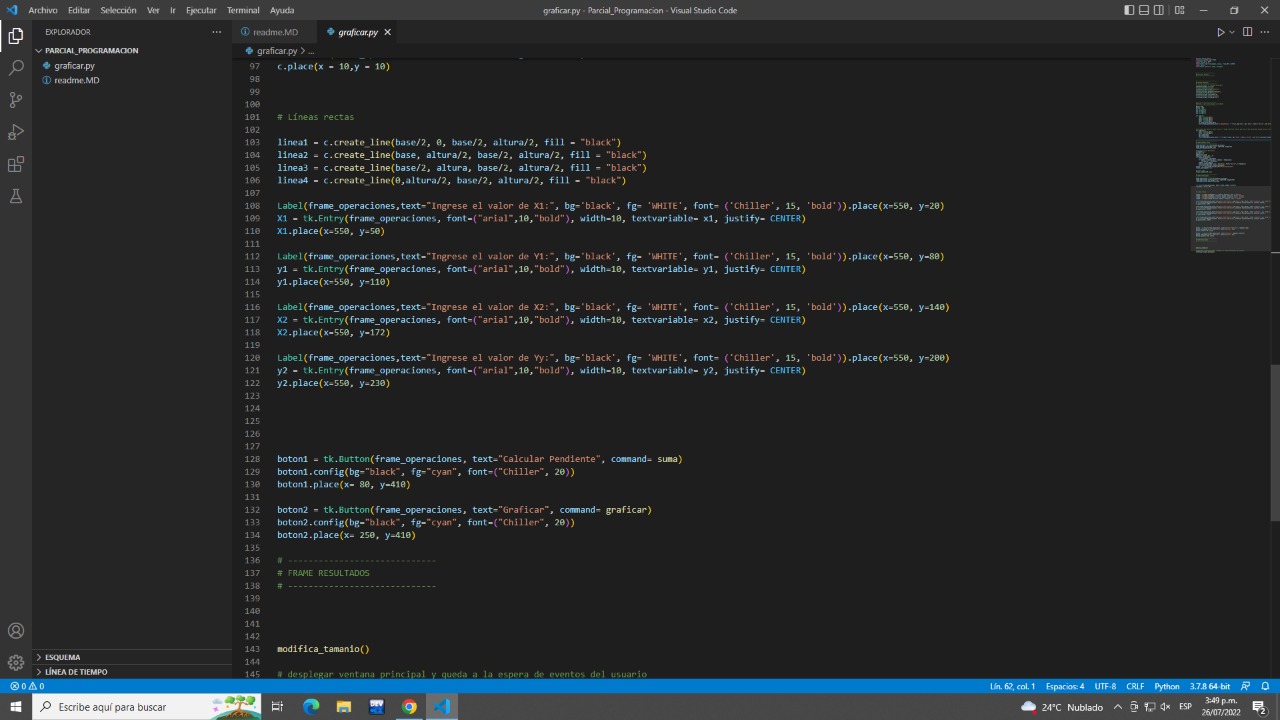 Archivo Editar Selección Ver Ir Ejecutar Terminal Ayuda
graficar.py - Parcial_Programacion - Visual Studio Code
EXPLORADOR
PARCIAL_PROGRAMACION
graficar.py
readme.MD
ESQUEMA
LÍNEA DE TIEMPO
readme.MD graficar.py
graficar.py > ...
97 c.place(x = 10,y = 10)
98
99
100
101 # Líneas rectas
102
103 linea1 = c.create_line(base/2, 0, base/2, altura/2, fill = "black")
104 linea2 = c.create_line(base, altura/2, base/2, altura/2, fill = "black")
105 linea3 = c.create_line(base/2, altura, base/2, altura/2, fill = "black")
106 linea4 = c.create_line(0,altura/2, base/2, altura/2, fill = "black")
107
108 Label(frame_operaciones,text="Ingrese el valor de X1:", bg='black', fg= 'WHITE', font= ('Chiller', 15, 'bold')).place(x=550, y=20)
109 X1 = tk.Entry(frame_operaciones, font=("arial",10,"bold"), width=10, textvariable= x1, justify= CENTER)
110 X1.place(x=550, y=50)
111
112 Label(frame_operaciones,text="Ingrese el valor de Y1:", bg='black', fg= 'WHITE', font= ('Chiller', 15, 'bold')).place(x=550, y=80)
113 y1 = tk.Entry(frame_operaciones, font=("arial",10,"bold"), width=10, textvariable= y1, justify= CENTER)
114 y1.place(x=550, y=110)
115
116 Label(frame_operaciones,text="Ingrese el valor de X2:", bg='black', fg= 'WHITE', font= ('Chiller', 15, 'bold')).place(x=550, y=140)
117 X2 = tk.Entry(frame_operaciones, font=("arial",10,"bold"), width=10, textvariable= x2, justify= CENTER)
118 X2.place(x=550, y=172)
119
120 Label(frame_operaciones,text="Ingrese el valor de Yy:", bg='black', fg= 'WHITE', font= ('Chiller', 15, 'bold')).place(x=550, y=200)
121 y2 = tk.Entry(frame_operaciones, font=("arial",10,"bold"), width=10, textvariable= y2, justify= CENTER)
122 y2.place(x=550, y=230)
123
124
125
126
127
128 boton1 = tk.Button(frame_operaciones, text="Calcular Pendiente", command= suma)
129 boton1.config(bg="black", fg="cyan", font=("Chiller", 20))
130 boton1.place(x= 80, y=410)
131
132 boton2 = tk.Button(frame_operaciones, text="Graficar", command= graficar)
133 boton2.config(bg="black", fg="cyan", font=("Chiller", 20))
134 boton2.place(x= 250, y=410)
135
136 # -----------------------------
137 # FRAME RESULTADOS
138 # -----------------------------
139
140
141
142
143 modifica_tamanio()
144
145 # desplegar ventana principal y queda a la espera de eventos del usuario
0 0 Lín. 62, col. 1 Espacios: 4 UTF-8 CRLF Python 3.7.8 64-bit
Escribe aquí para buscar
24°C Nublado
ESP
3:49 p.m.
26/07/2022
2